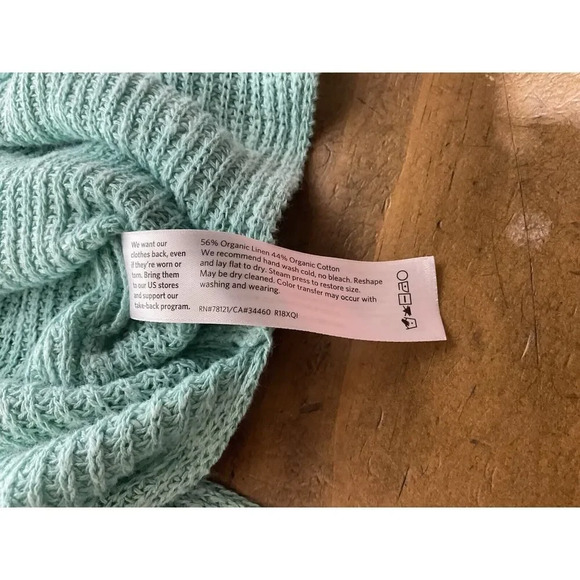 We want our
clothes back, even
if they're worn or
torn. Bring them
to our US stores
and support our
take-back program.
56% Organic Linen 44% Organic Cotton
We recommend hand wash cold, no bleach. Reshape
and lay flat to dry. Steam press to restore size.
May be dry cleaned. Color transfer may occur with
washing and wearing.
RN#78121/CA#34460 R18XQI